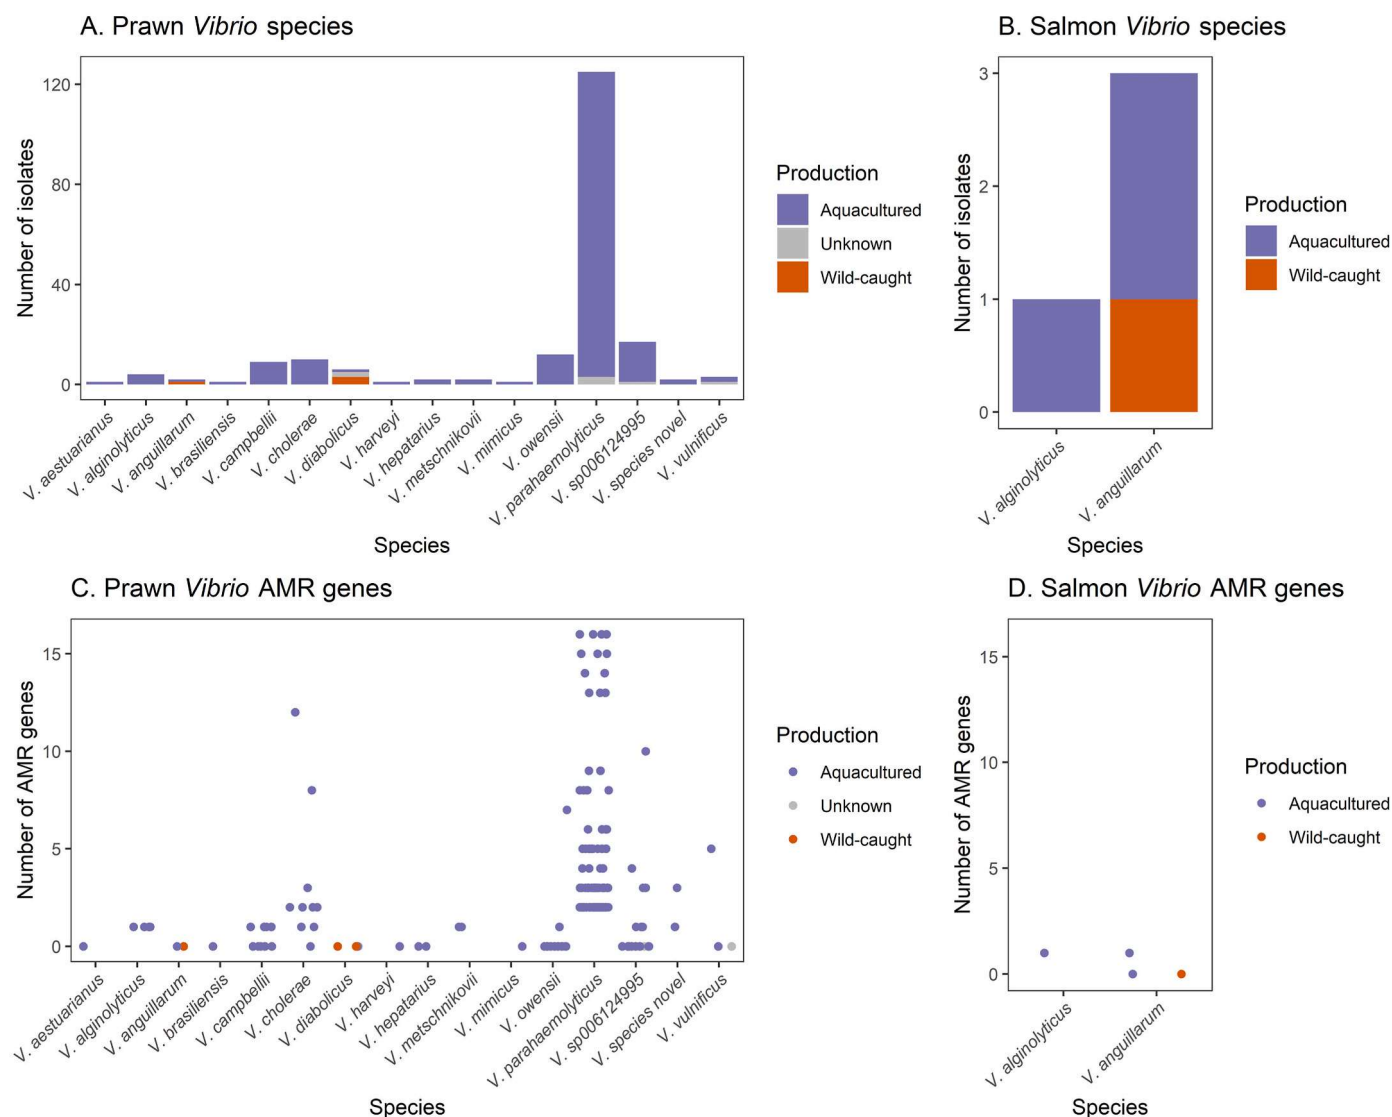 A. Prawn Vibrio species
120
80
40
0
Number of isolates
V. aestuarianus
V. alginolyticus
V. anguillarum
V. brasiliensis
V. campbellii
V. cholerae
V. diabolicus
V. harveyi
V. hepatarius
V. metschnikovii
V. mimicus
V. owensii
V. parahaemolyticus
V. sp006124995
V. species novel
V. vulnificus
Species
Production
Aquacultured
Unknown
Wild-caught
B. Salmon Vibrio species
3
2
1
0
Number of isolates
V. alginolyticus
V. anguillarum
Species
Production
Aquacultured
Wild-caught
C. Prawn Vibrio AMR genes
15
10
5
0
Number of AMR genes
V. aestuarianus
V. alginolyticus
V. anguillarum
V. brasiliensis
V. campbellii
V. cholerae
V. diabolicus
V. harveyi
V. hepatarius
V. metschnikovii
V. mimicus
V. owensii
V. parahaemolyticus
V. sp006124995
V. species novel
V. vulnificus
Species
Production
Aquacultured
Unknown
Wild-caught
D. Salmon Vibrio AMR genes
15
10
5
0
Number of AMR genes
V. alginolyticus
V. anguillarum
Species
Production
Aquacultured
Wild-caught